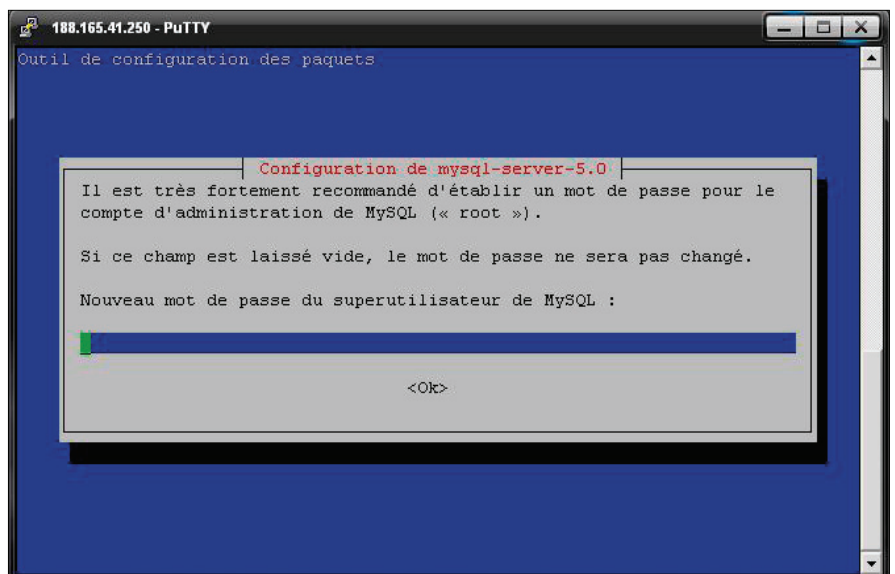 188.165.41.250 - PuTTY
Outil de configuration des paquets
Configuration de mysql-server-5.0
Il est très fortement recommandé d'établir un mot de passe pour le
compte d'administration de MySQL (« root »).
Si ce champ est laissé vide, le mot de passe ne sera pas changé.
Nouveau mot de passe du superutilisateur de MySQL :
<Ok>